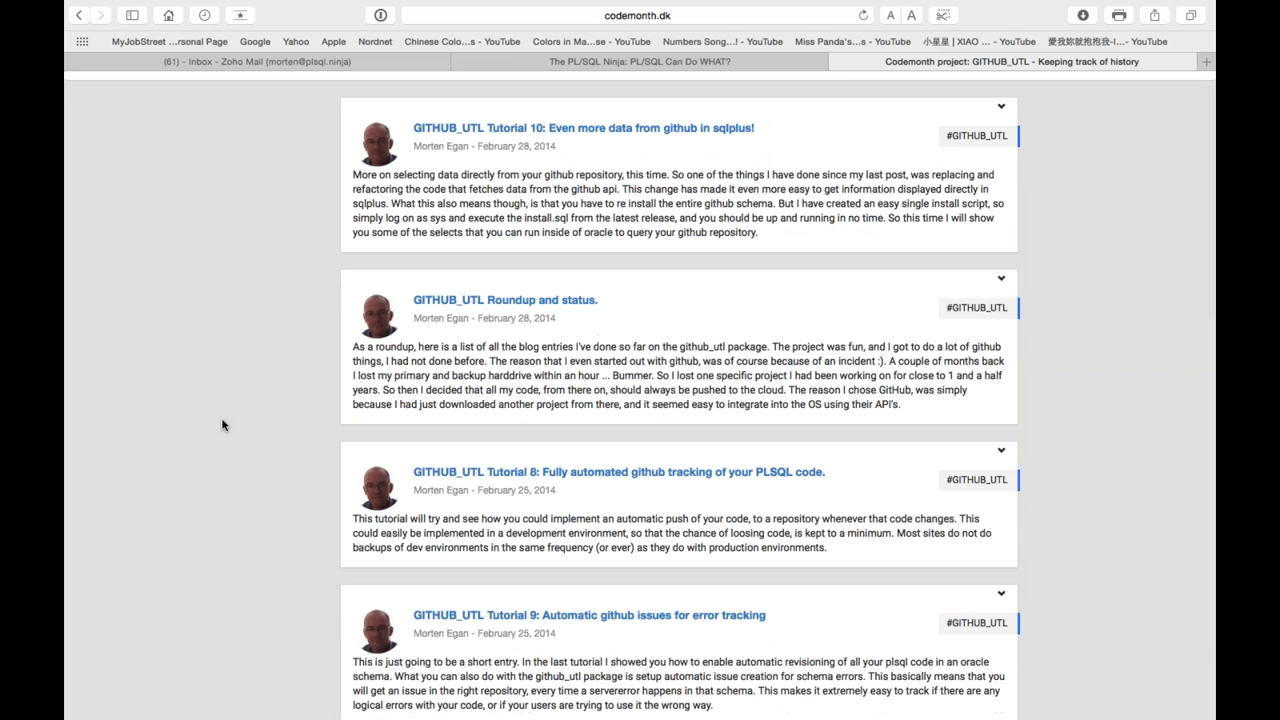 codemonth.dk
A A
MyJobStreet ...rsonal Page Google Yahoo Apple Nordnet Chinese Colo...s - YouTube Colors in Ma...se - YouTube Numbers Song...! - YouTube Miss Panda's...s - YouTube 小星星 | XIAO ... - YouTube 愛我妳就抱抱我-I...- YouTube
(61) - Inbox - Zoho Mail (morten@plsql.ninja) The PL/SQL Ninja: PL/SQL Can Do WHAT? Codemonth project: GITHUB_UTL - Keeping track of history
GITHUB_UTL Tutorial 10: Even more data from github in sqlplus!
#GITHUB_UTL
Morten Egan - February 28, 2014
More on selecting data directly from your github repository, this time. So one of the things I have done since my last post, was replacing and
refactoring the code that fetches data from the github api. This change has made it even more easy to get information displayed directly in
sqlplus. What this also means though, is that you have to re install the entire github schema. But I have created an easy single install script, so
simply log on as sys and execute the install.sql from the latest release, and you should be up and running in no time. So this time I will show
you some of the selects that you can run inside of oracle to query your github repository.
GITHUB_UTL Roundup and status.
#GITHUB_UTL
Morten Egan - February 28, 2014
As a roundup, here is a list of all the blog entries I've done so far on the github_utl package. The project was fun, and I got to do a lot of github
things, I had not done before. The reason that I even started out with github, was of course because of an incident :). A couple of months back
I lost my primary and backup harddrive within an hour ... Bummer. So I lost one specific project I had been working on for close to 1 and a half
years. So then I decided that all my code, from there on, should always be pushed to the cloud. The reason I chose GitHub, was simply
because I had just downloaded another project from there, and it seemed easy to integrate into the OS using their API's.
GITHUB_UTL Tutorial 8: Fully automated github tracking of your PLSQL code.
#GITHUB_UTL
Morten Egan - February 25, 2014
This tutorial will try and see how you could implement an automatic push of your code, to a repository whenever that code changes. This
could easily be implemented in a development environment, so that the chance of loosing code, is kept to a minimum. Most sites do not do
backups of dev environments in the same frequency (or ever) as they do with production environments.
GITHUB_UTL Tutorial 9: Automatic github issues for error tracking
#GITHUB_UTL
Morten Egan - February 25, 2014
This is just going to be a short entry. In the last tutorial I showed you how to enable automatic revisioning of all your plsql code in an oracle
schema. What you can also do with the github_utl package is setup automatic issue creation for schema errors. This basically means that you
will get an issue in the right repository, every time a servererror happens in that schema. This makes it extremely easy to track if there are any
logical errors with your code, or if your users are trying to use it the wrong way.